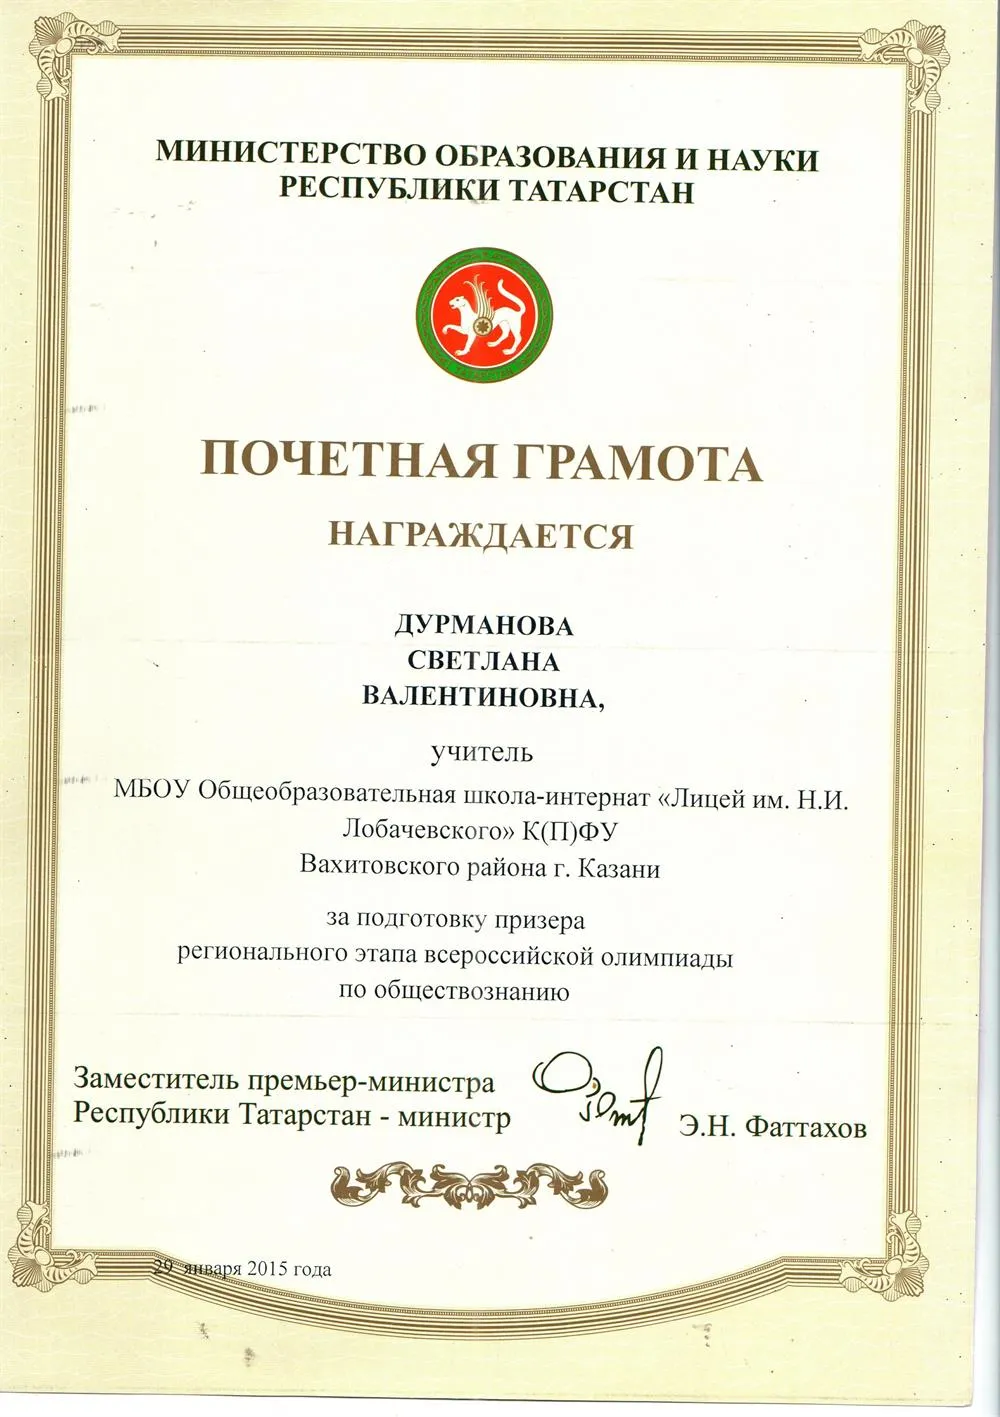 МИНИСТЕРСТВО ОБРАЗОВАНИЯ И НАУКИ
РЕСПУБЛИКИ ТАТАРСТАН
ТАТАРСТАН
ПОЧЕТНАЯ ГРАМОТА
НАГРАЖДАЕТСЯ
ДУРМАНОВА
СВЕТЛАНА
ВАЛЕНТИНОВНА,
учитель
МБОУ Общеобразовательная школа-интернат «Лицей им. Н.И.
Лобачевского» К(П)ФУ
Вахитовского района г. Казани
за подготовку призера
регионального этапа всероссийской олимпиады
по обществознанию
Заместитель премьер-министра
Республики Татарстан - министр
Э.Н. Фаттахов
29 января 2015 года